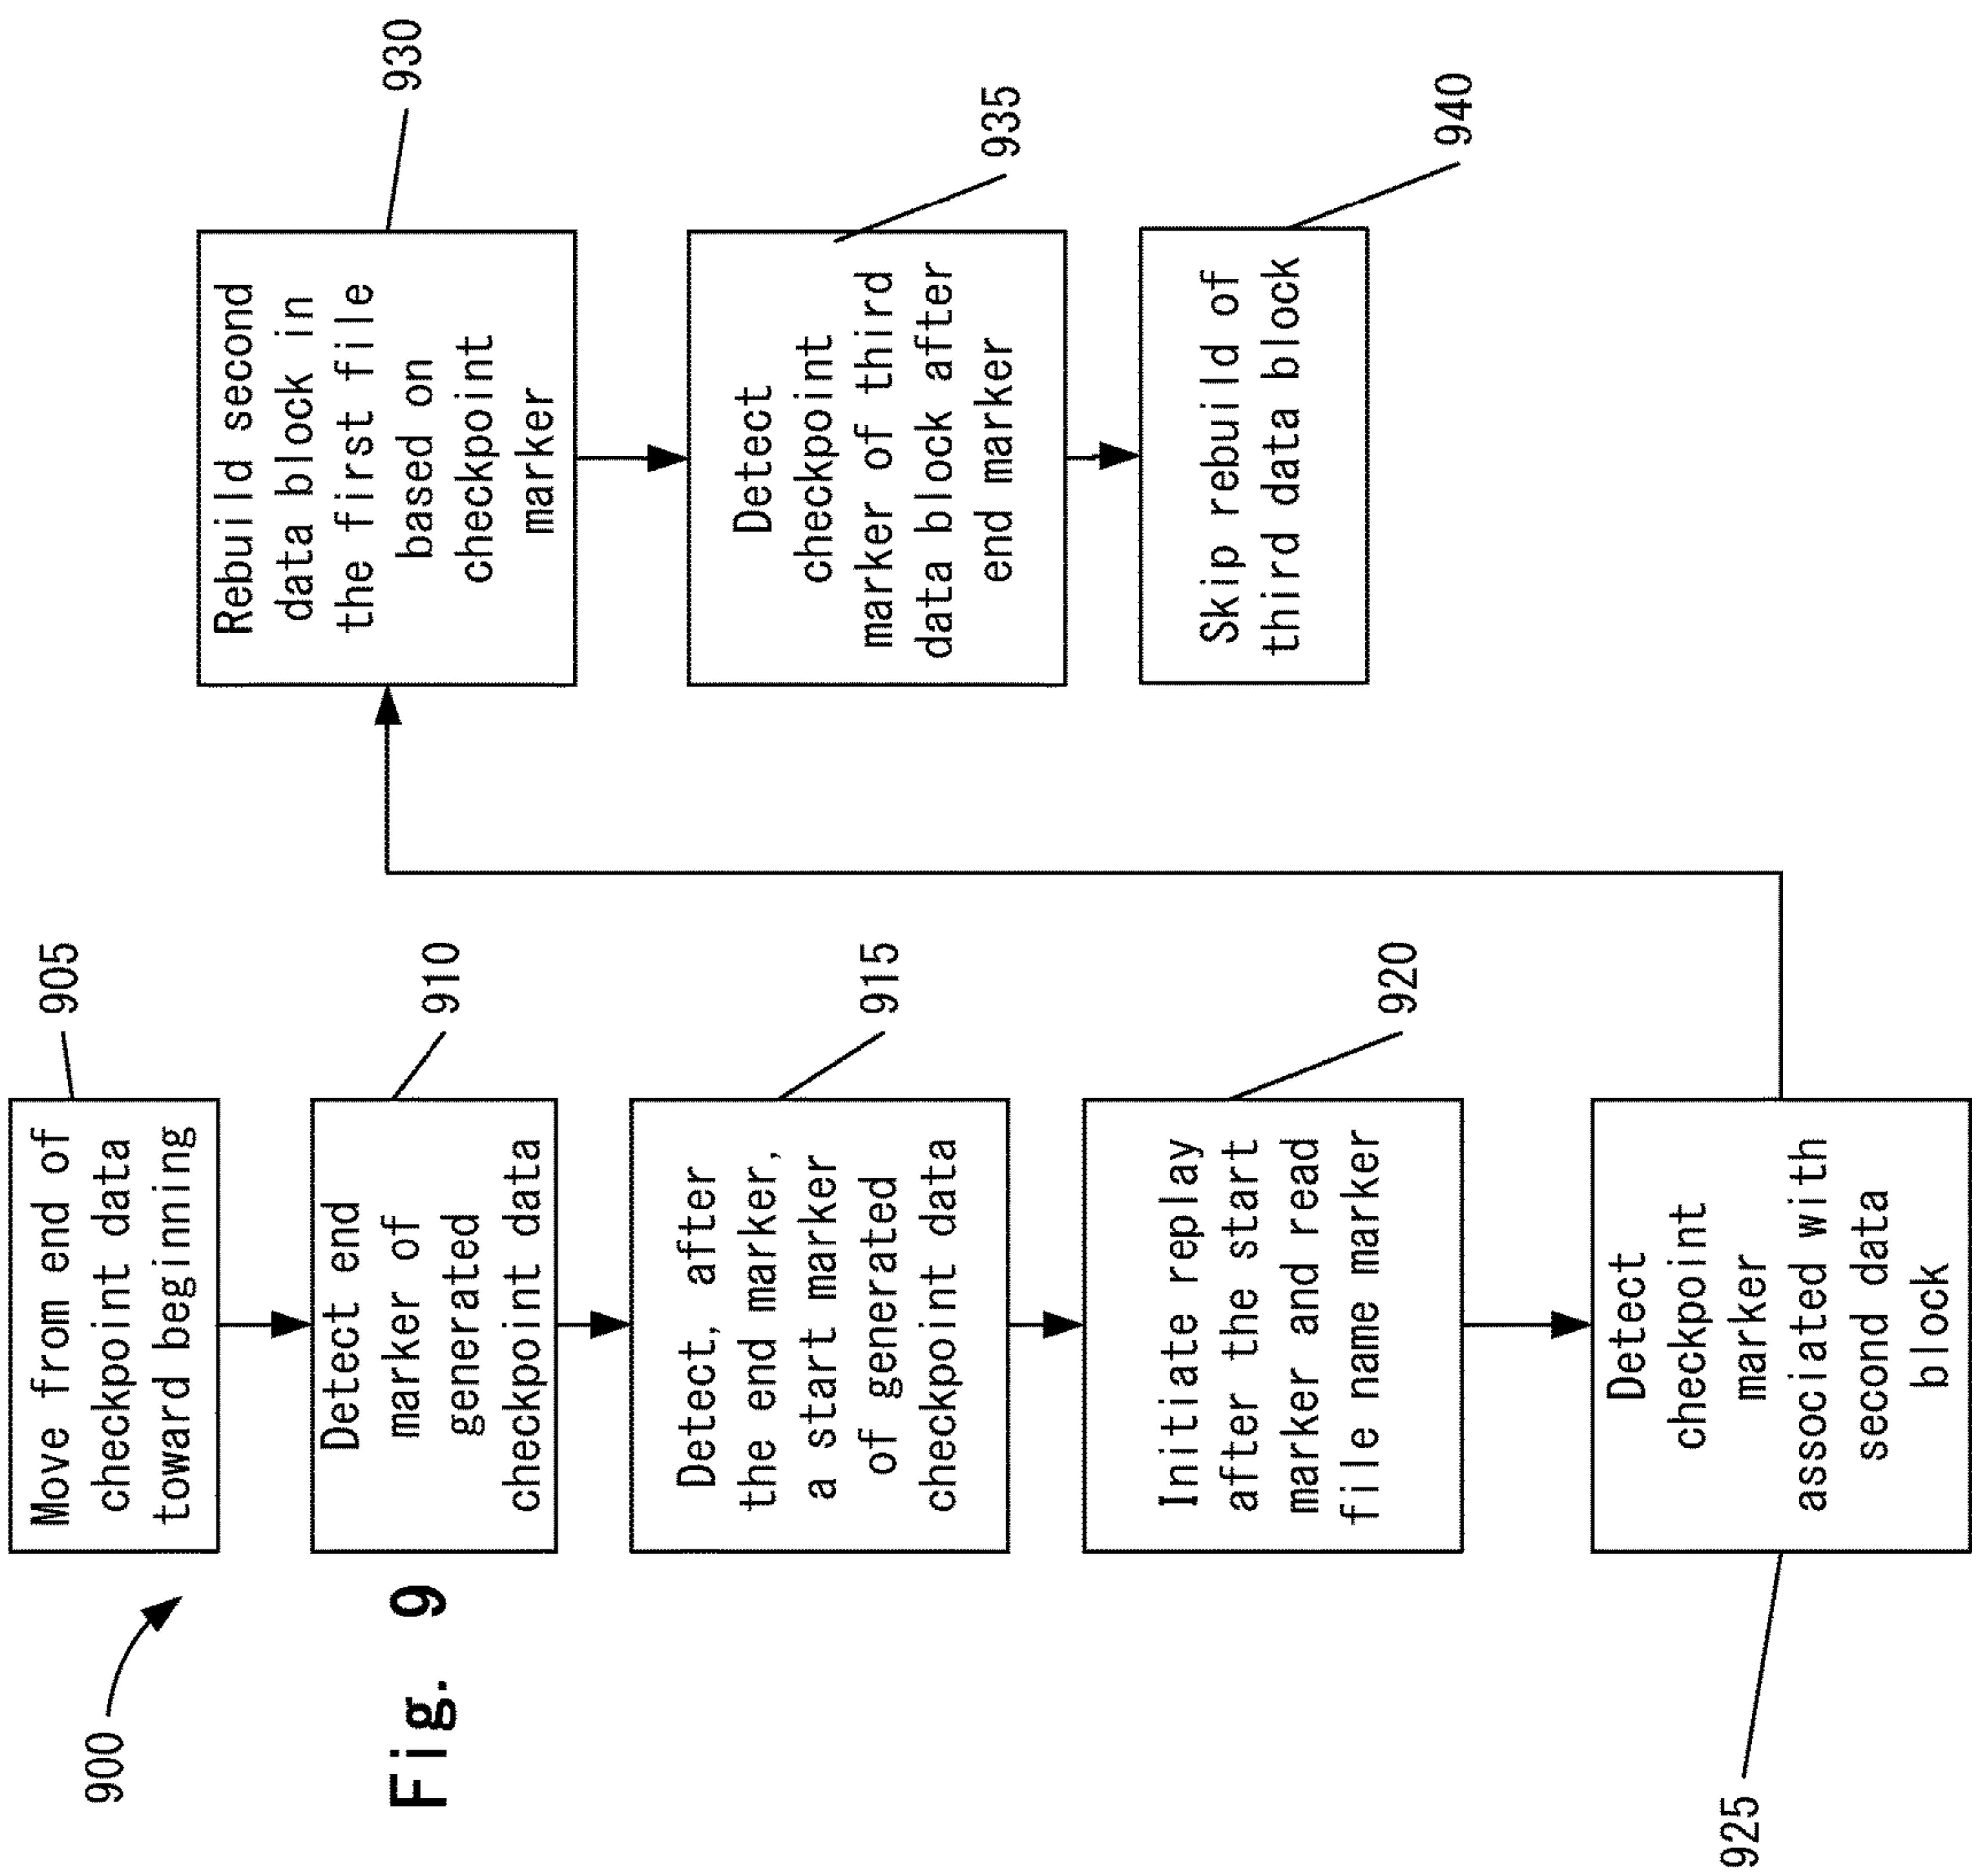 900
905
Move from end of
checkpoint data
toward beginning
910
Detect end
marker of
generated
checkpoint data
915
Detect, after
the end marker,
a start marker
of generated
checkpoint data
920
Initiate replay
after the start
marker and read
file name marker
925
Detect
checkpoint
marker
associated with
second data
block
930
Rebuild second
data block in
the first file
based on
checkpoint
marker
935
Detect
checkpoint
marker of third
data block after
end marker
940
Skip rebuild of
third data block
Fig. 9